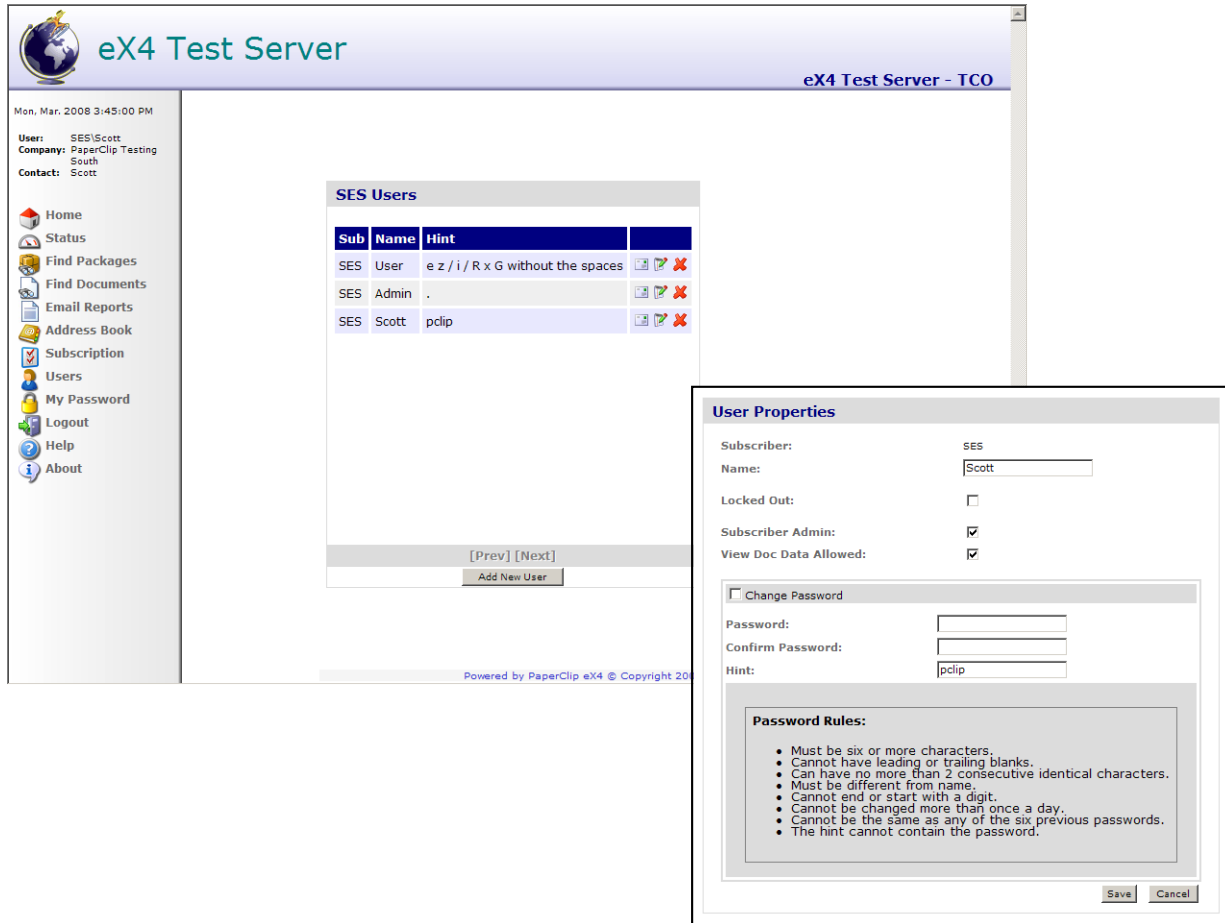 eX4 Test Server
eX4 Test Server - TCO
Mon, Mar. 2008 3:45:00 PM
User: SES\Scott
Company: PaperClip Testing
South
Contact: Scott
Home
Status
Find Packages
Find Documents
Email Reports
Address Book
Subscription
Users
My Password
Logout
Help
About
SES Users
Sub Name Hint
SES User e z / i / R x G without the spaces
SES Admin .
SES Scott pclip
[Prev] [Next]
Add New User
Powered by PaperClip eX4 © Copyright 200
User Properties
Subscriber: SES
Name: Scott
Locked Out:
Subscriber Admin:
View Doc Data Allowed:
Change Password
Password:
Confirm Password:
Hint: pclip
Password Rules:
• Must be six or more characters.
• Cannot have leading or trailing blanks.
• Can have no more than 2 consecutive identical characters.
• Must be different from name.
• Cannot end or start with a digit.
• Cannot be changed more than once a day.
• Cannot be the same as any of the six previous passwords.
• The hint cannot contain the password.
Save Cancel